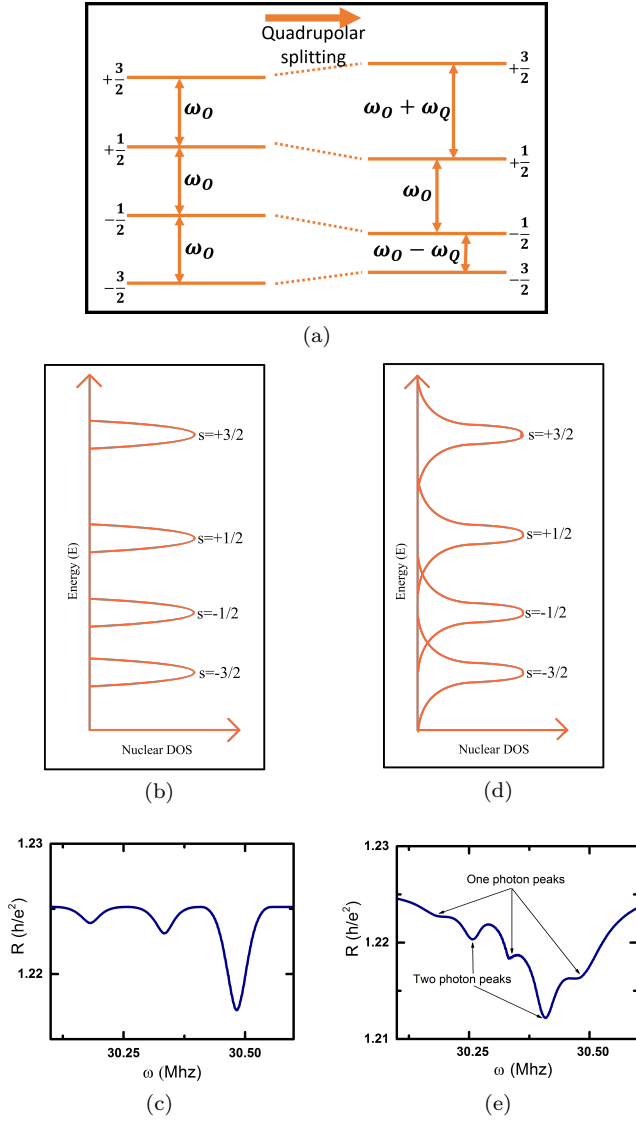 Quadrupolar
splitting
+3/2
ω_O
+1/2
ω_O
-1/2
ω_O
-3/2
+3/2
ω_O + ω_Q
+1/2
ω_O
-1/2
ω_O - ω_Q
-3/2
(a)
Energy (E)
s=+3/2
s=+1/2
s=-1/2
s=-3/2
Nuclear DOS
(b)
Energy (E)
s=+3/2
s=+1/2
s=-1/2
s=-3/2
Nuclear DOS
(d)
R (h/e²)
1.23
1.22
30.25
30.50
ω (Mhz)
(c)
R (h/e²)
1.23
1.22
1.21
One photon peaks
Two photon peaks
30.25
30.50
ω (Mhz)
(e)